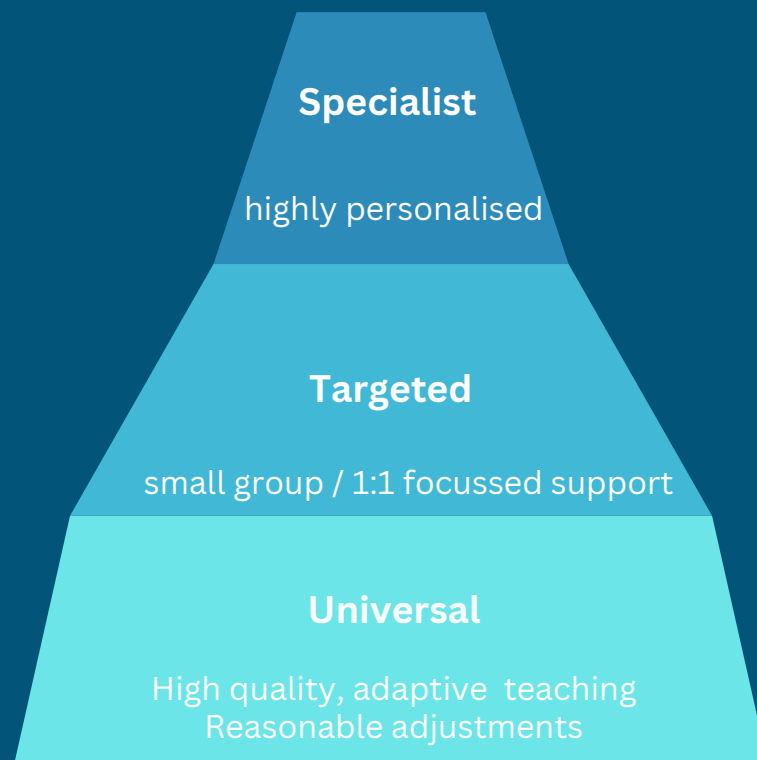 Specialist
highly personalised
Targeted
small group / 1:1 focussed support
Universal
High quality, adaptive  teaching
Reasonable adjustments